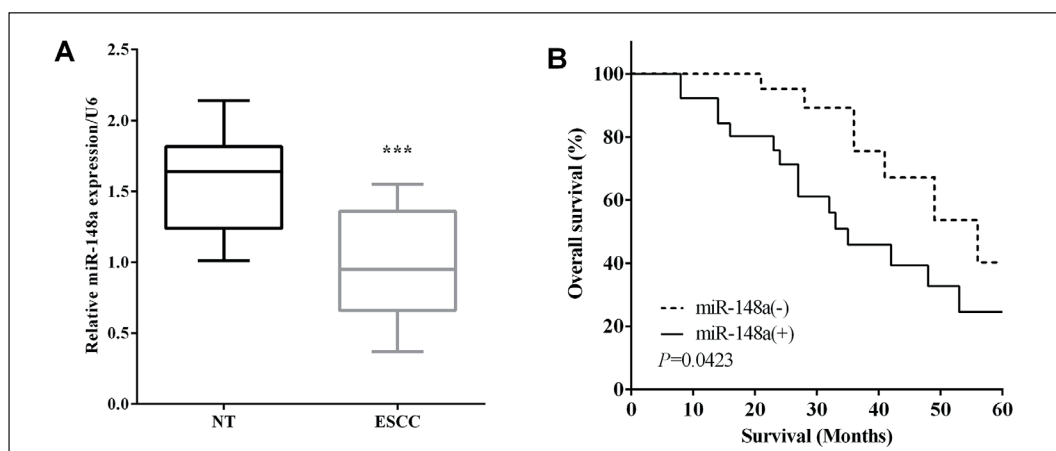 A
Relative miR-148a expression/U6
2.5
2.0
1.5
1.0
0.5
0.0
***
NT
ESCC
B
Overall survival (%)
100
80
60
40
20
0
miR-148a(-)
miR-148a(+)
P=0.0423
0 10 20 30 40 50 60
Survival (Months)